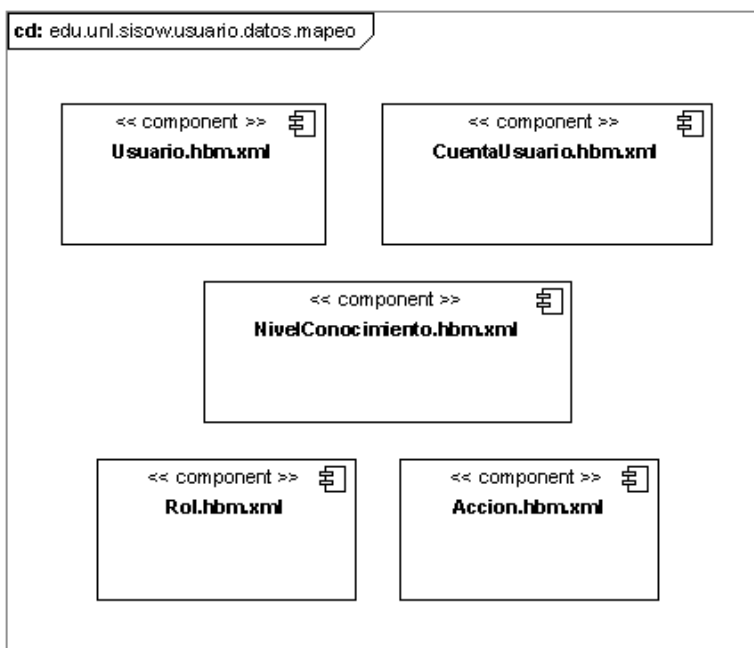 cd: edu.unl.sisow.usuario.datos.mapeo
<< component >>
Usuario.hbm.xml
<< component >>
CuentaUsuario.hbm.xml
<< component >>
NivelConocimiento.hbm.xml
<< component >>
Rol.hbm.xml
<< component >>
Accion.hbm.xml